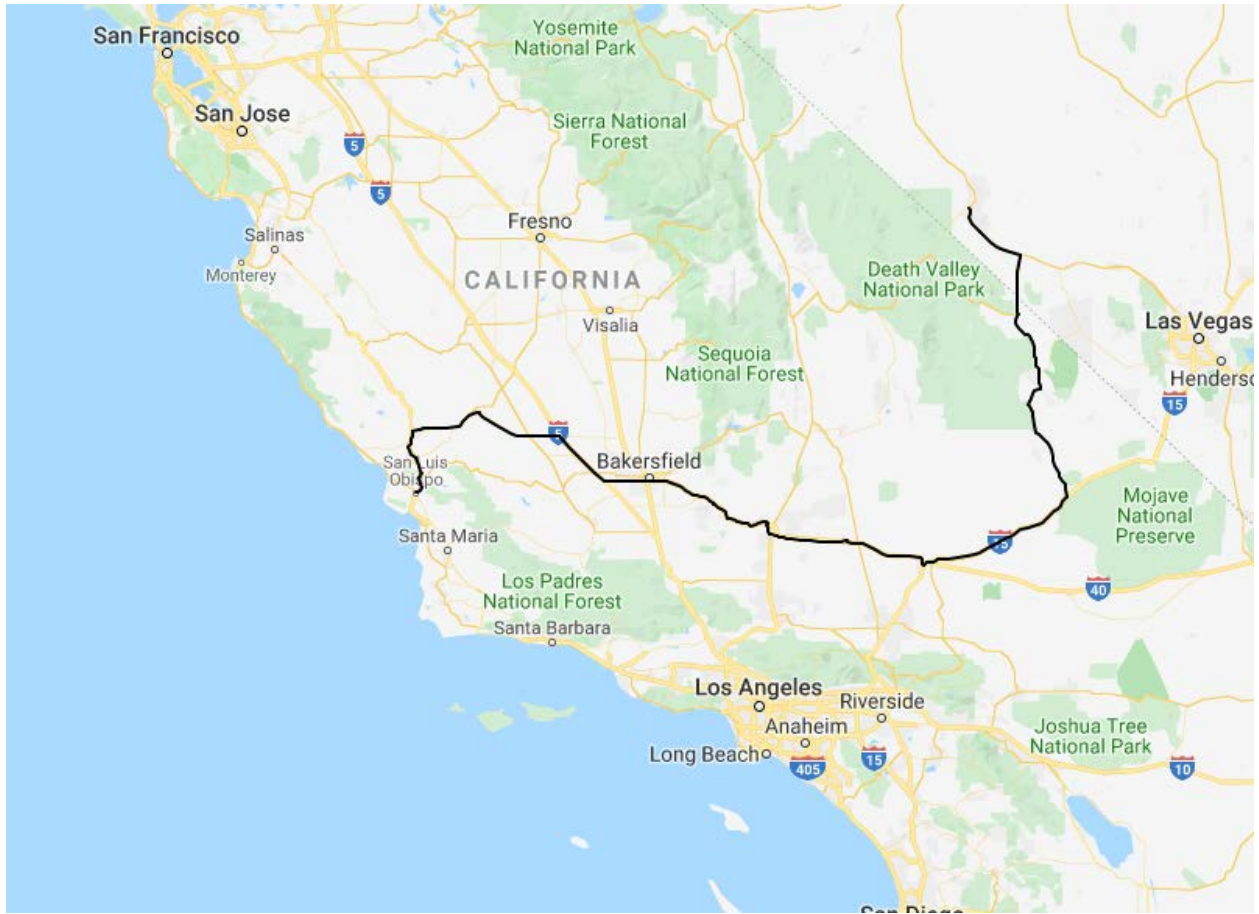 Yosemite
National Park
San Francisco
San Jose
Sierra National
Forest
5
5
Fresno
Salinas
Monterey
CALIFORNIA
Death Valley
National Park
Visalia
Las Vegas
Sequoia
National Forest
Henderso
15
5
San Luis
Obispo
Bakersfield
Mojave
National
Preserve
Santa Maria
15
Los Padres
National Forest
40
Santa Barbara
Los Angeles
Riverside
Anaheim
Joshua Tree
National Park
Long Beach
405
15
10
San Diego